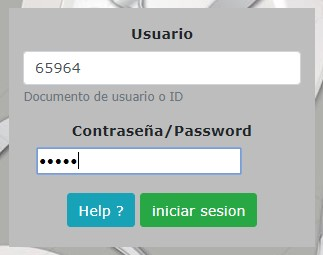 Usuario
65964
Documento de usuario o ID
Contraseña/Password
•••••
Help ? iniciar sesion